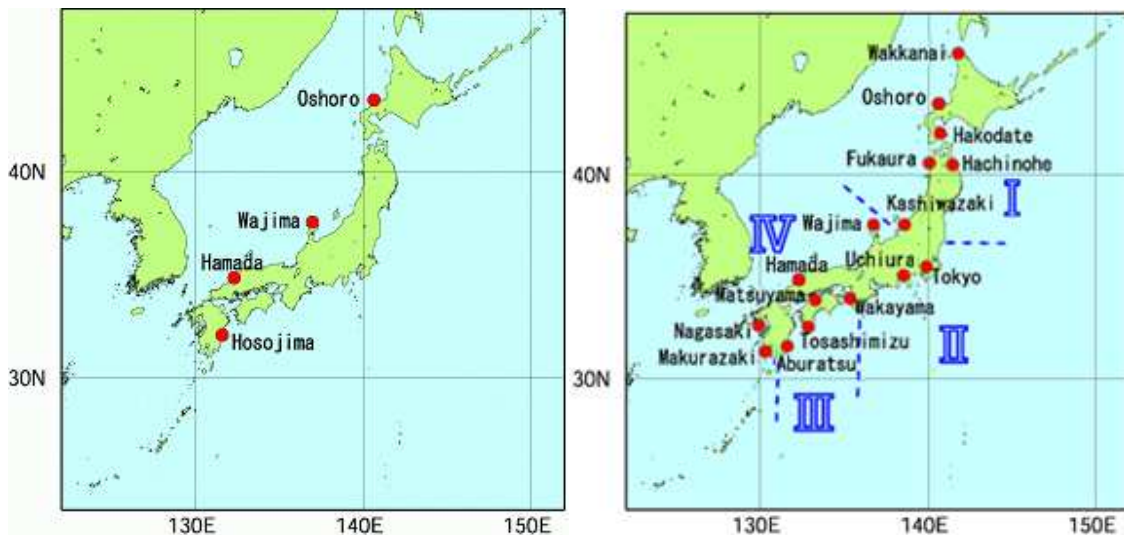 Oshoro
40N
Wajima
Hamada
Hosojima
30N
130E 140E 150E
Wakkanai
Oshoro
Hakodate
Fukaura
Hachinohe
40N
I
Kashiwazaki
Wajima
IV
Uchiura
Hamada
Tokyo
Matsuyama
Wakayama
Nagasaki
Tosashimizu
II
Makurazaki
Aburatsu
30N
III
130E 140E 150E